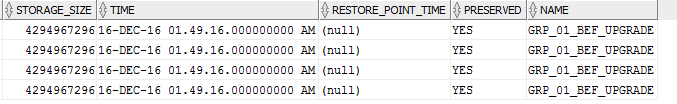 STORAGE_SIZE TIME RESTORE_POINT_TIME PRESERVED NAME
4294967296 16-DEC-16 01.49.16.000000000 AM (null) YES GRP_01_BEF_UPGRADE
4294967296 16-DEC-16 01.49.16.000000000 AM (null) YES GRP_01_BEF_UPGRADE
4294967296 16-DEC-16 01.49.16.000000000 AM (null) YES GRP_01_BEF_UPGRADE
4294967296 16-DEC-16 01.49.16.000000000 AM (null) YES GRP_01_BEF_UPGRADE